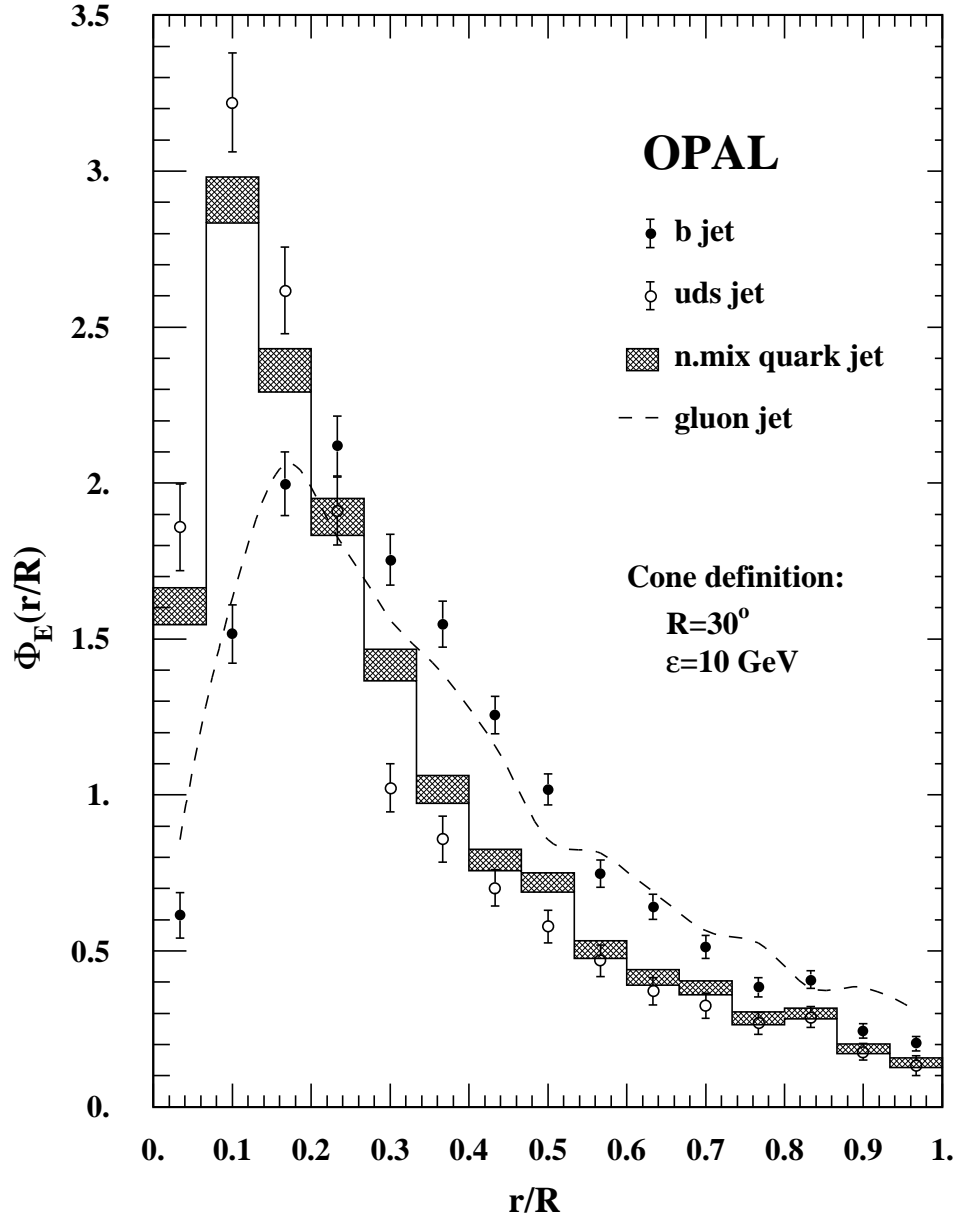 3.5
3.
2.5
2.
1.5
1.
0.5
0.
Φ_E(r/R)
OPAL
b jet
uds jet
n.mix quark jet
gluon jet
Cone definition:
R=30°
ε=10 GeV
0. 0.1 0.2 0.3 0.4 0.5 0.6 0.7 0.8 0.9 1.
r/R